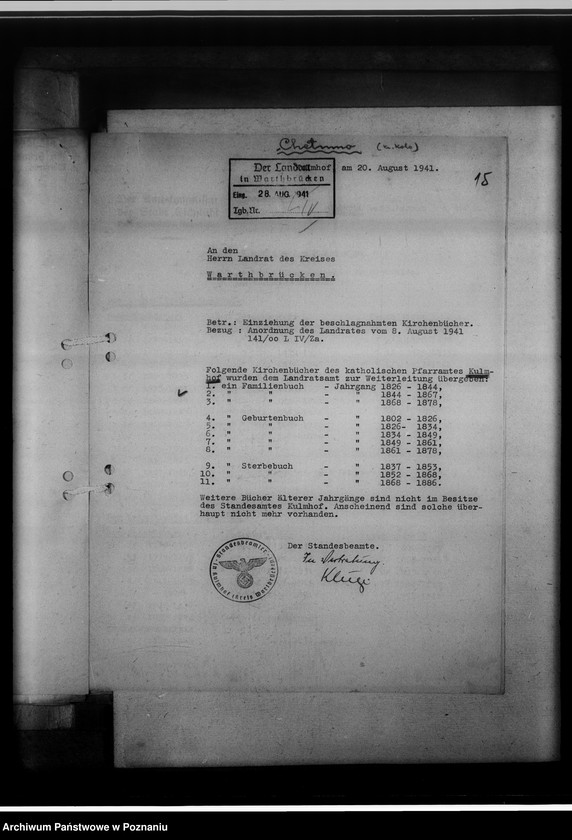 Chełmno (k. Koła)
Kulmhof am 20. August 1941.
15
Der Landrat
in Warthbrücken
Eing. 28. AUG. 1941
Tgb.Nr.
An den
Herrn Landrat des Kreises
Warthbrücken.
Betr.: Einziehung der beschlagnahmten Kirchenbücher.
Bezug : Anordnung des Landrates vom 8. August 1941
141/oo L IV/Za.
Folgende Kirchenbücher des katholischen Pfarramtes Kulm-
hof wurden dem Landratsamt zur Weiterleitung übergeben:
1. ein Familienbuch - Jahrgang 1826 - 1844,
2. " " - " 1844 - 1867,
3. " " - " 1868 - 1878,
4. " Geburtenbuch - " 1802 - 1826,
5. " " - " 1826- 1834,
6. " " - " 1834 - 1849,
7. " " - " 1849 - 1861,
8. " " - " 1861 - 1878,
9. " Sterbebuch - " 1837 - 1853,
10. " " - " 1852 - 1868,
11. " " - " 1868 - 1886.
Weitere Bücher älterer Jahrgänge sind nicht im Besitze
des Standesamtes Kulmhof. Anscheinend sind solche über-
haupt nicht mehr vorhanden.
Der Standesbeamte.
In Vertretung
Kluge
Archiwum Państwowe w Poznaniu